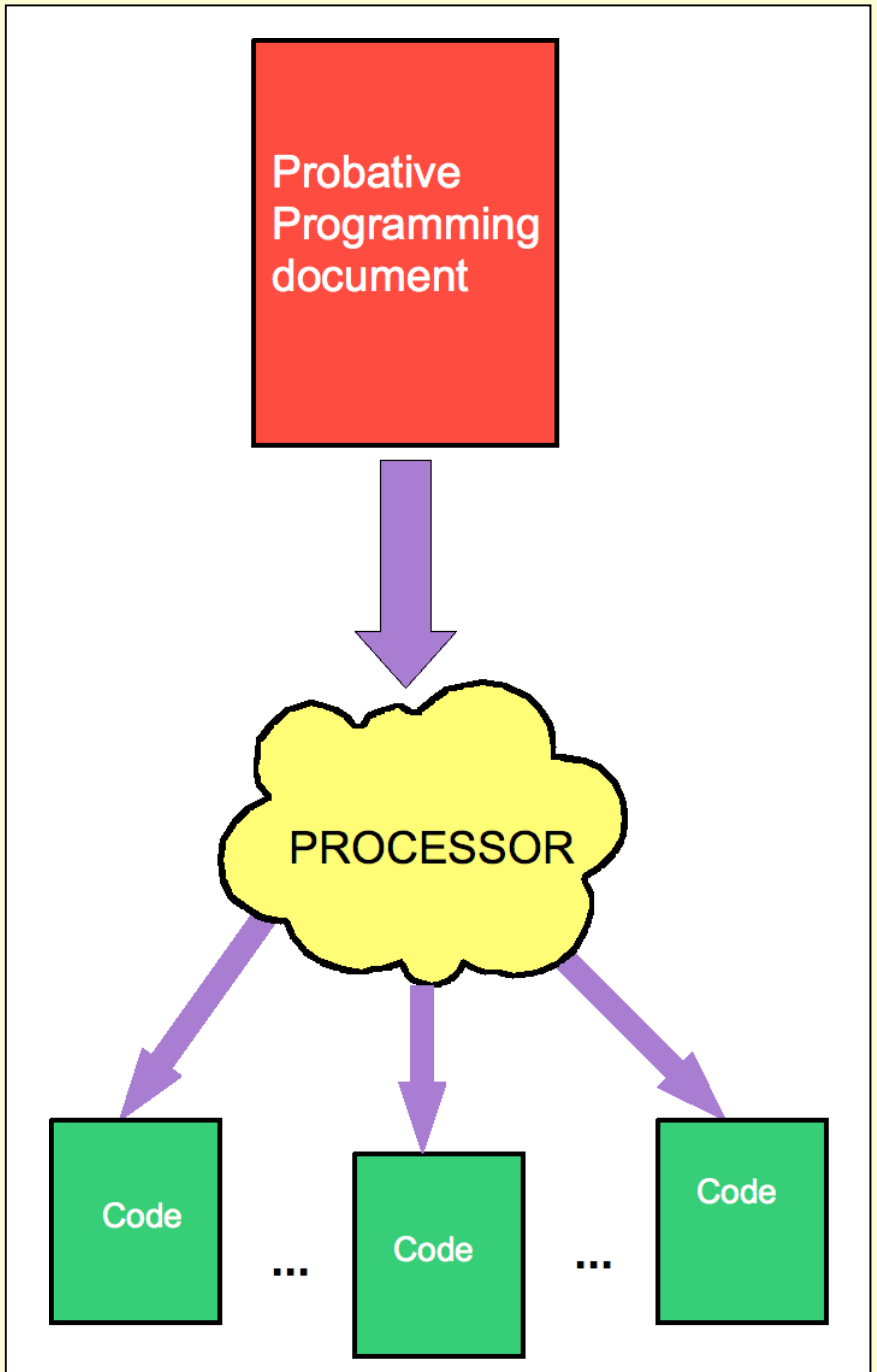 Probative
Programming
document
PROCESSOR
Code
...
Code
...
Code